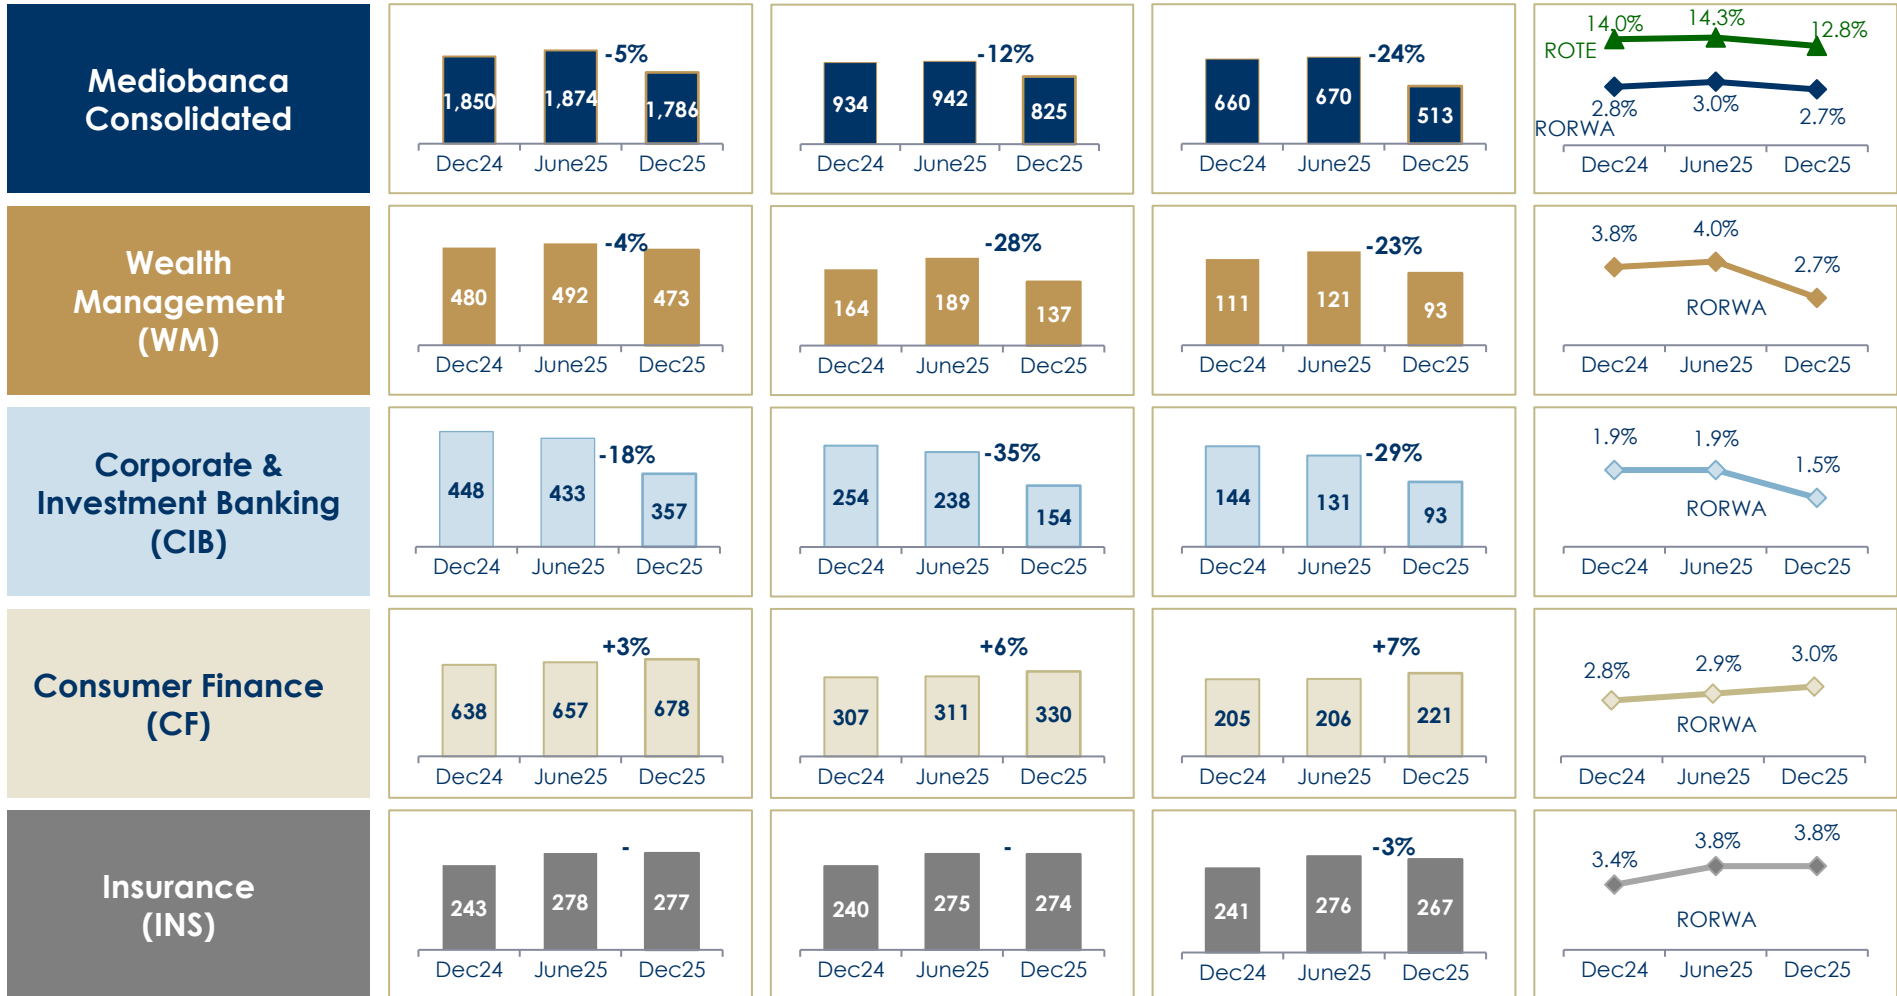 Mediobanca
Consolidated
-5%
1,850 1,874 1,786
Dec24 June25 Dec25
-12%
934 942 825
Dec24 June25 Dec25
-24%
660 670 513
Dec24 June25 Dec25
14.0% 14.3% 12.8%
ROTE
2.8% 3.0% 2.7%
RORWA
Dec24 June25 Dec25
Wealth
Management
(WM)
-4%
480 492 473
Dec24 June25 Dec25
-28%
164 189 137
Dec24 June25 Dec25
-23%
111 121 93
Dec24 June25 Dec25
3.8% 4.0% 2.7%
RORWA
Dec24 June25 Dec25
Corporate &
Investment Banking
(CIB)
-18%
448 433 357
Dec24 June25 Dec25
-35%
254 238 154
Dec24 June25 Dec25
-29%
144 131 93
Dec24 June25 Dec25
1.9% 1.9% 1.5%
RORWA
Dec24 June25 Dec25
Consumer Finance
(CF)
+3%
638 657 678
Dec24 June25 Dec25
+6%
307 311 330
Dec24 June25 Dec25
+7%
205 206 221
Dec24 June25 Dec25
2.8% 2.9% 3.0%
RORWA
Dec24 June25 Dec25
Insurance
(INS)
-
243 278 277
Dec24 June25 Dec25
-
240 275 274
Dec24 June25 Dec25
-3%
241 276 267
Dec24 June25 Dec25
3.4% 3.8% 3.8%
RORWA
Dec24 June25 Dec25